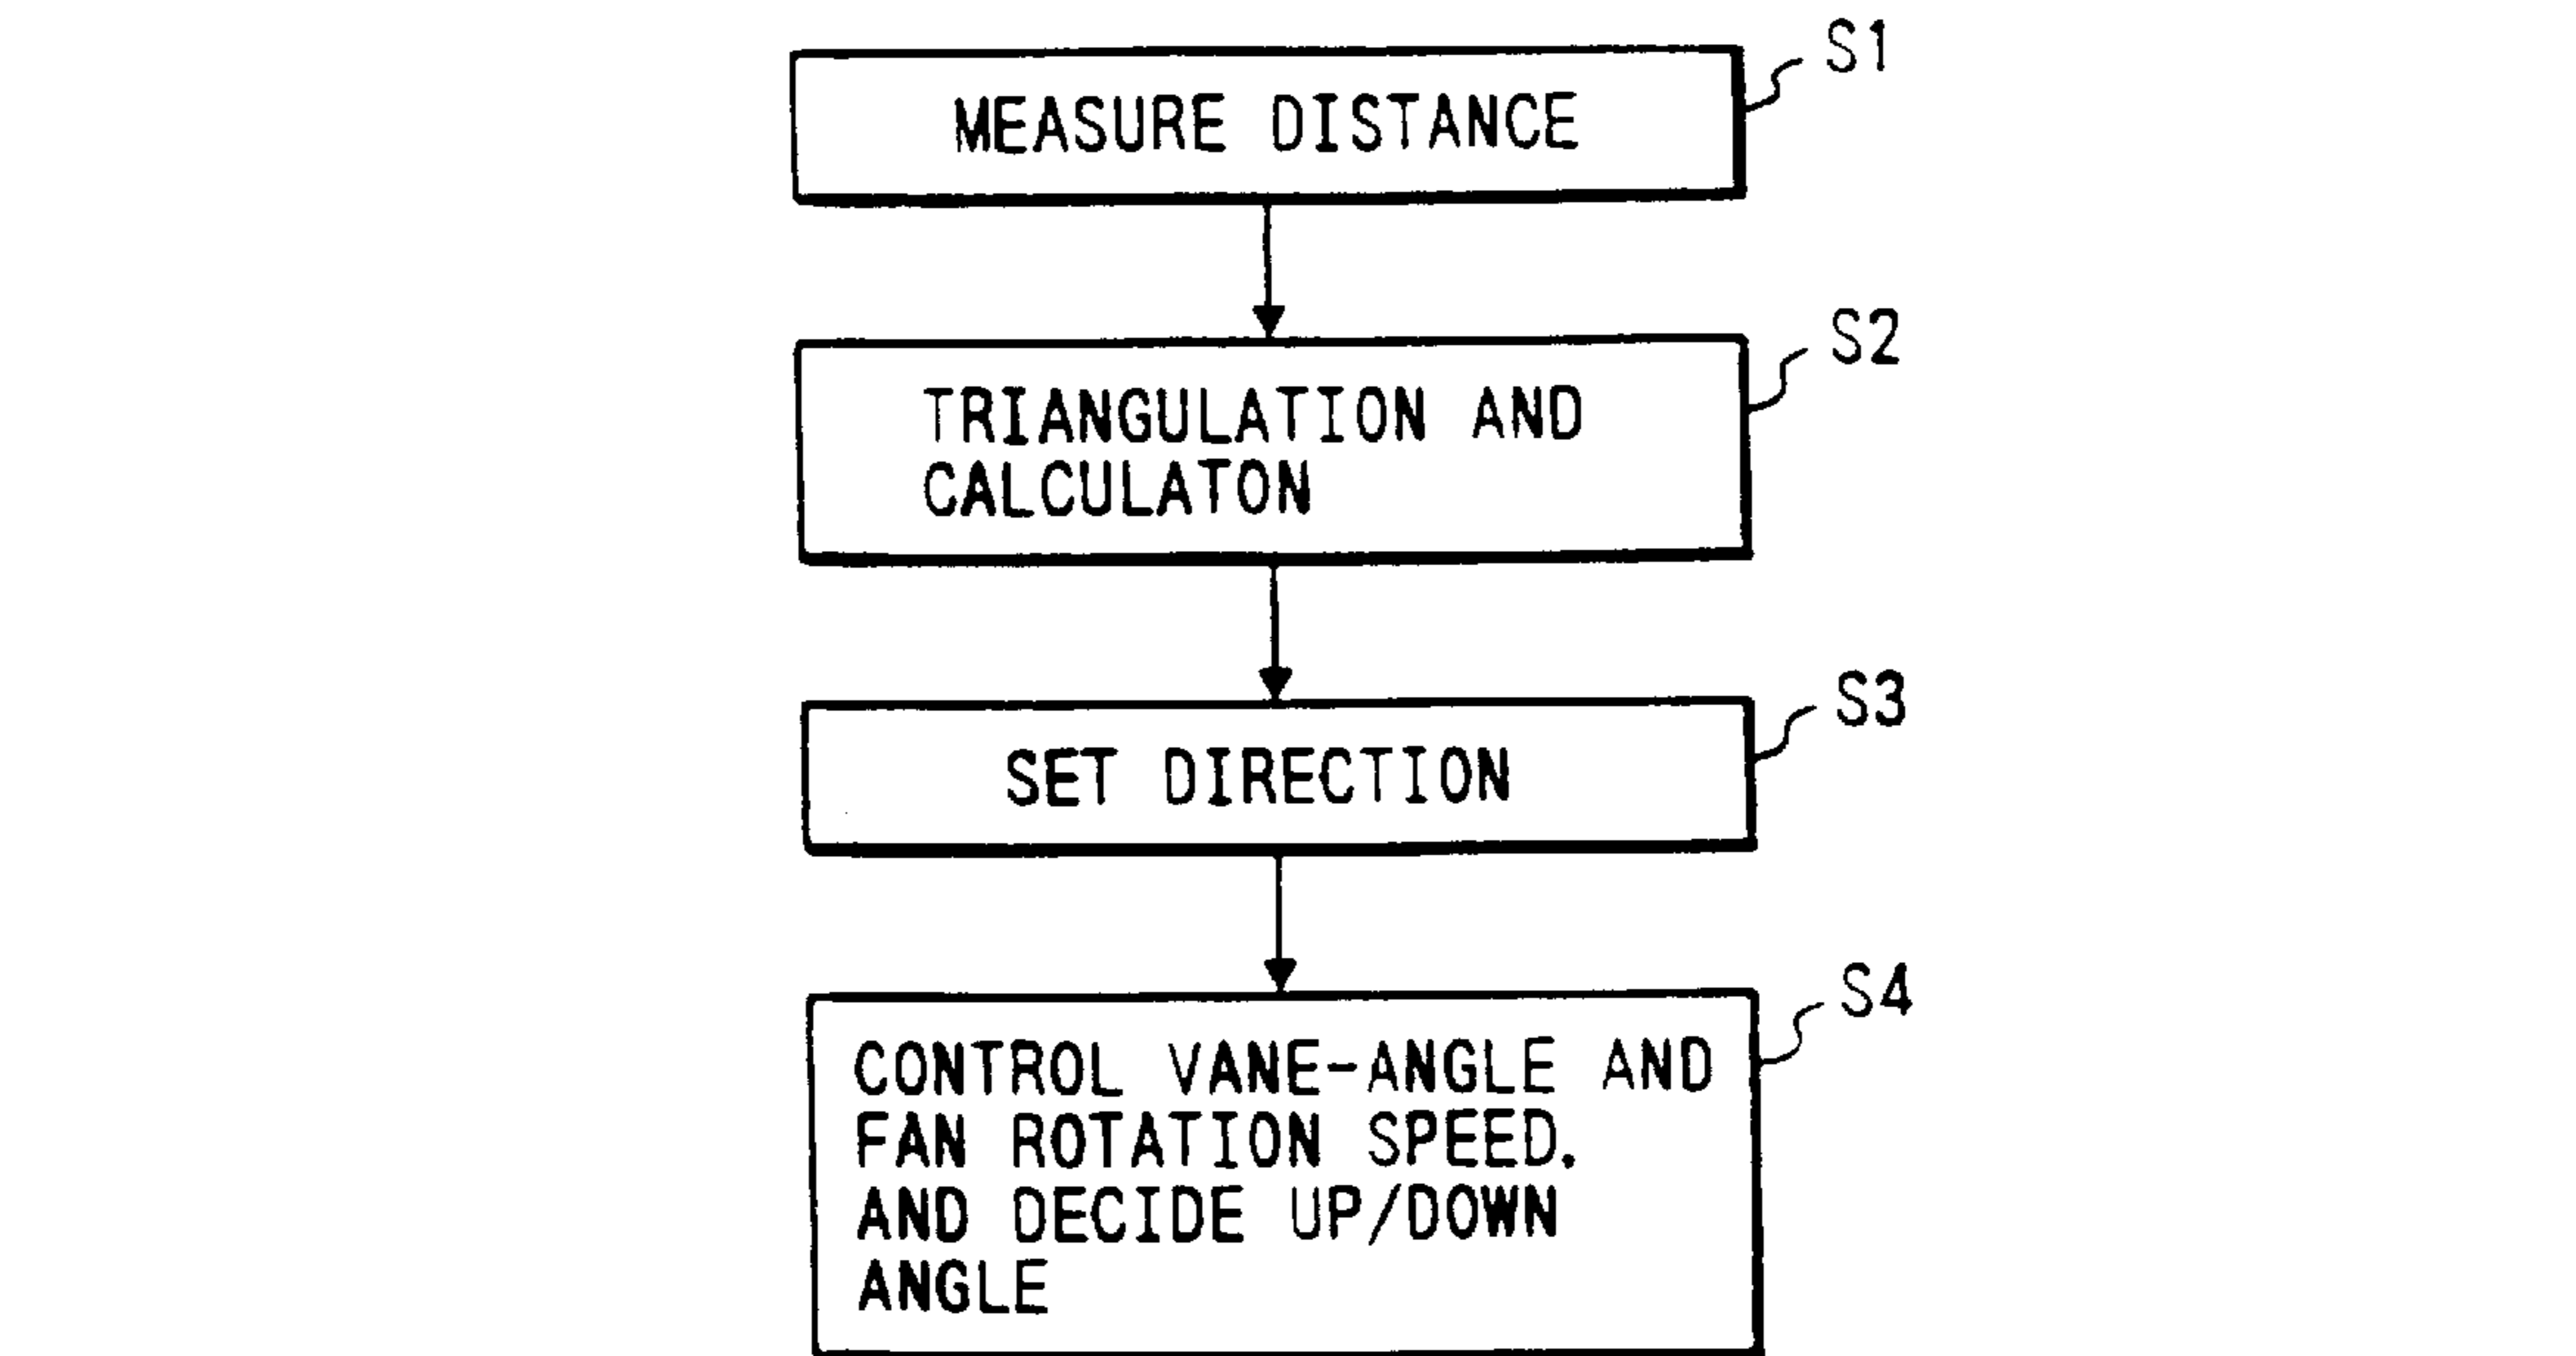 S1
MEASURE DISTANCE
S2
TRIANGULATION AND
CALCULATON
S3
SET DIRECTION
S4
CONTROL VANE-ANGLE AND
FAN ROTATION SPEED.
AND DECIDE UP/DOWN
ANGLE